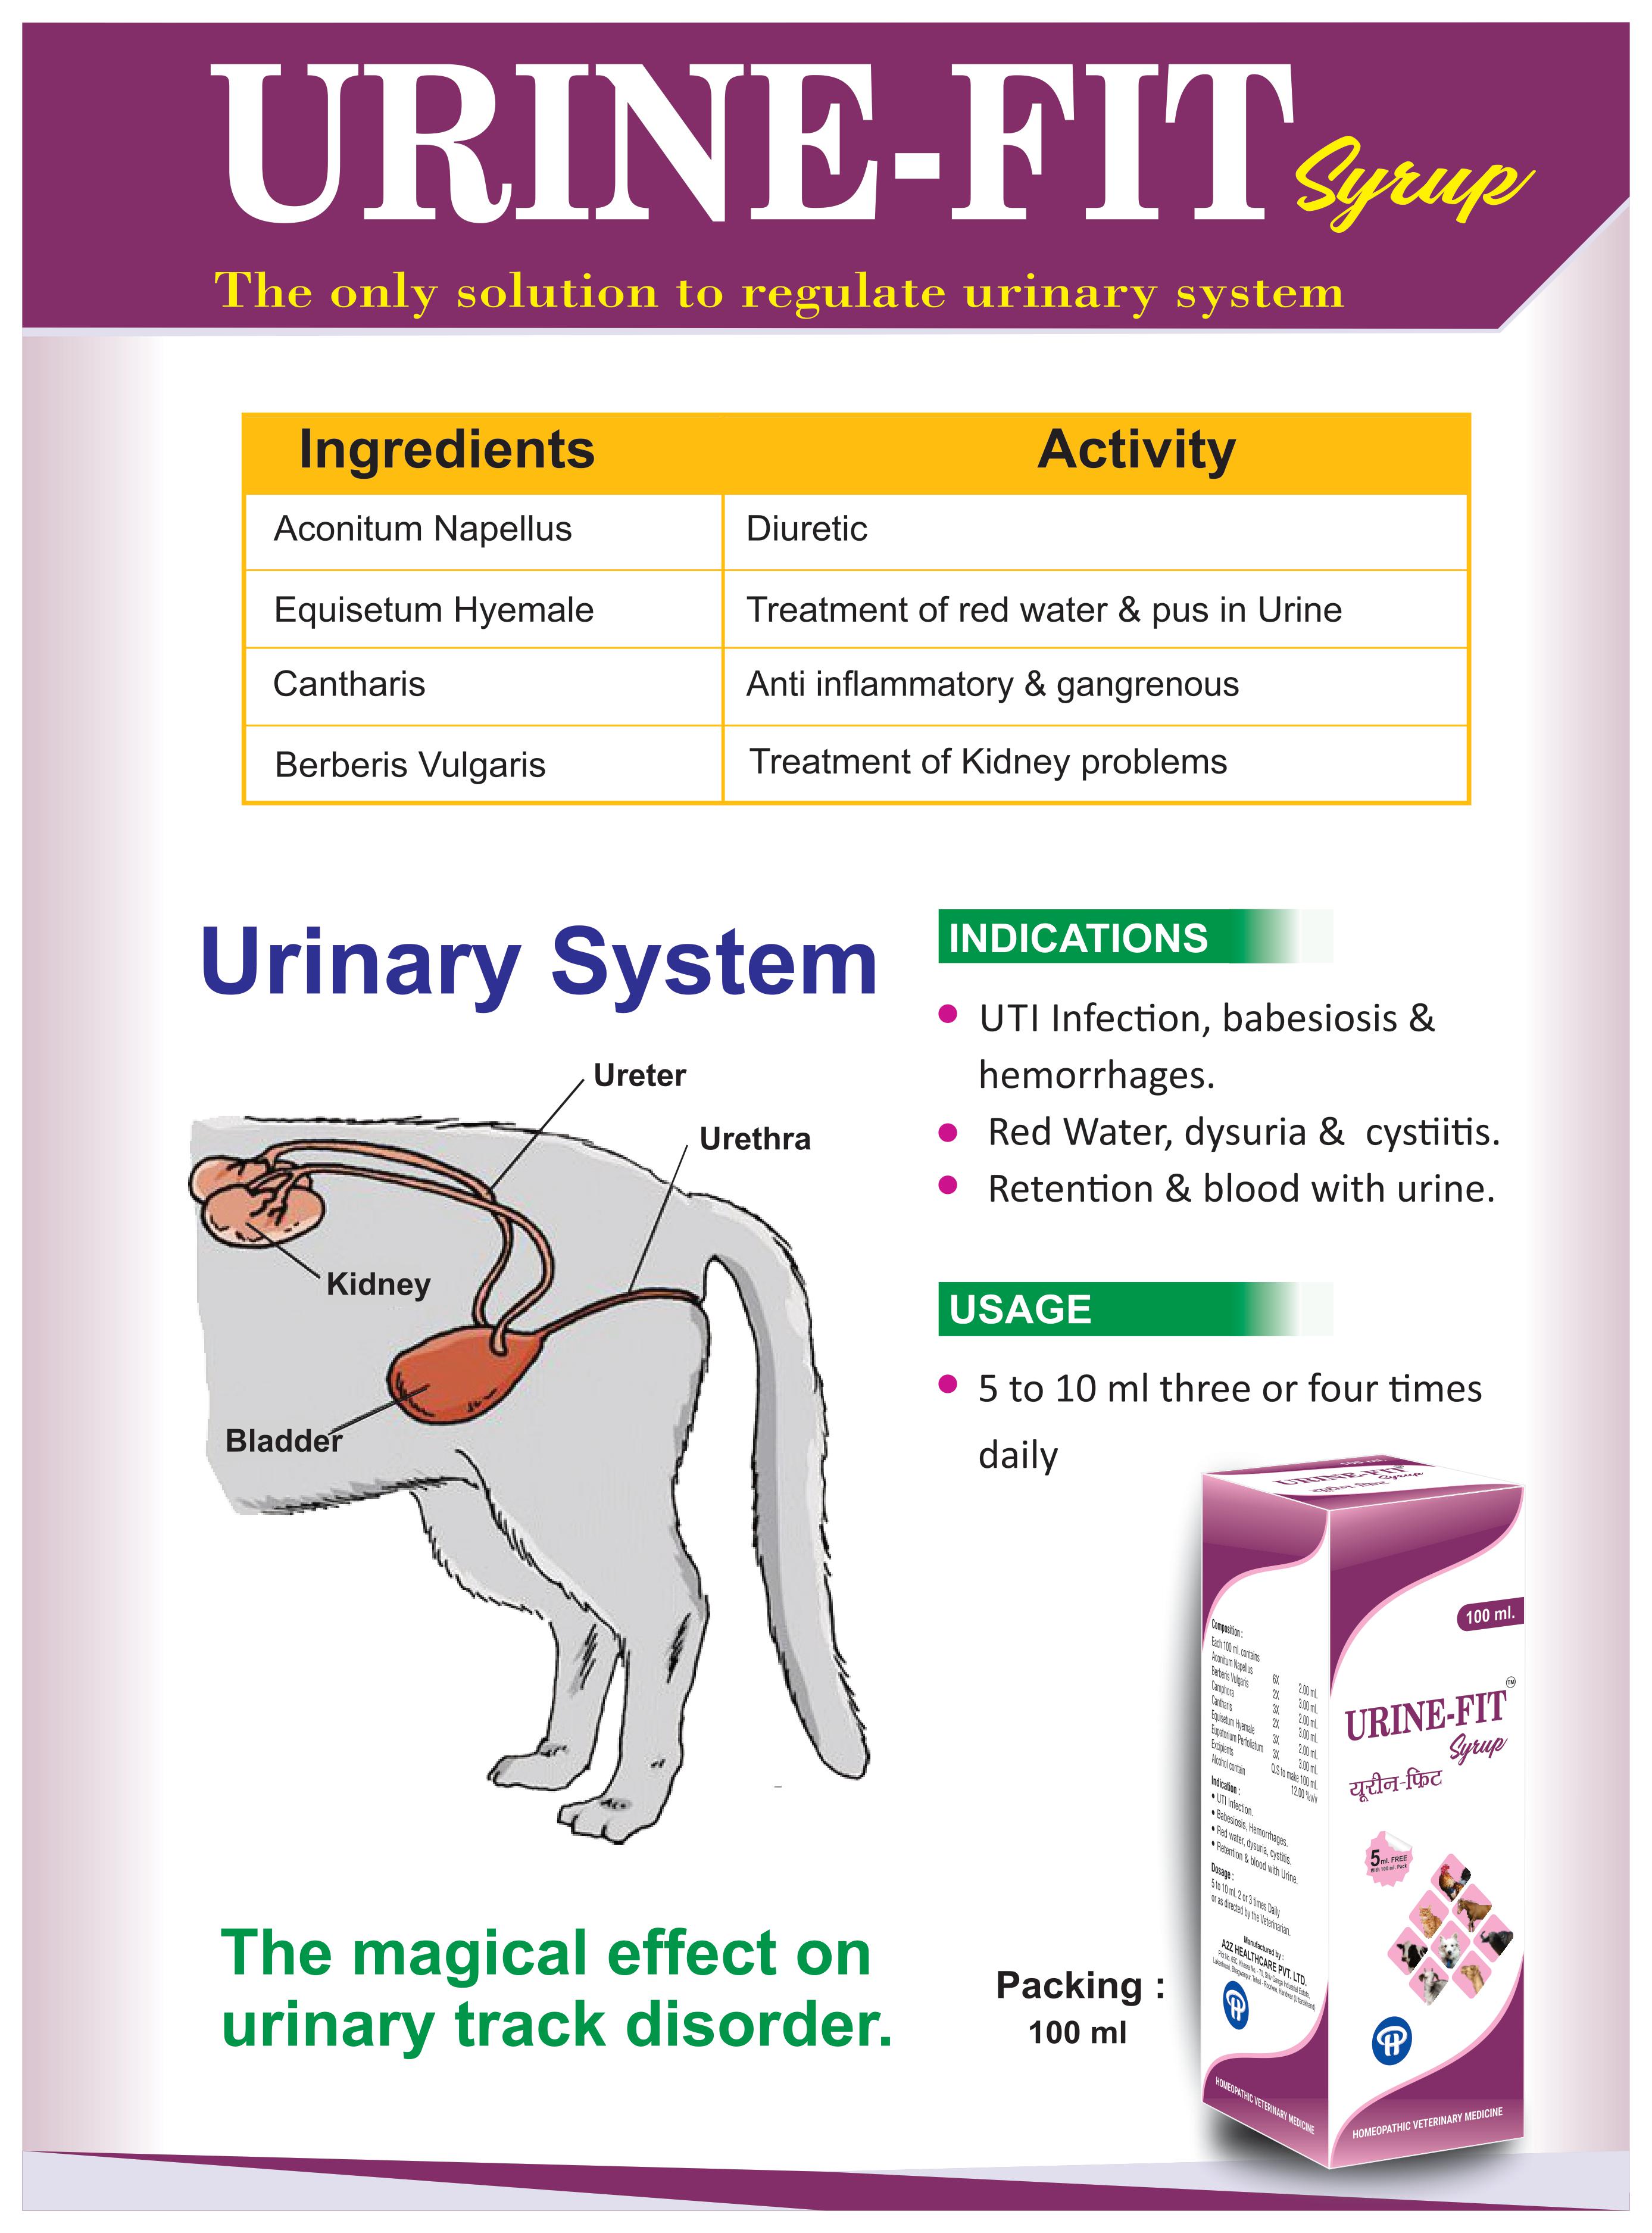 URINE-FIT Syrup
The only solution to regulate urinary system
Ingredients Activity
Aconitum Napellus Diuretic
Equisetum Hyemale Treatment of red water & pus in Urine
Cantharis Anti inflammatory & gangrenous
Berberis Vulgaris Treatment of Kidney problems
Urinary System
Ureter
Urethra
Kidney
Bladder
INDICATIONS
UTI Infection, babesiosis &
hemorrhages.
Red Water, dysuria & cystiitis.
Retention & blood with urine.
USAGE
5 to 10 ml three or four times
daily
The magical effect on
urinary track disorder.
Packing :
100 ml
100 ml
URINE-FIT
Syrup
यूरीन-फ़िट Syrup
Composition :
Each 100 ml. contains
Aconitum Napellus 6X 2.00 ml.
Berberis Vulgaris 2X 3.00 ml.
Camphora 3X 2.00 ml.
Cantharis 2X 3.00 ml.
Equisetum Hyemale 3X 2.00 ml.
Eupatorium Perfoliatum 3X 3.00 ml.
Excipients Q.S to make 100 ml.
Alcohol contain 12.00 %v/v
Indication :
• UTI Infection.
• Babesiosis, Hemorrhages.
• Red water, dysuria, cystitis.
• Retention & blood with Urine.
Dosage :
5 to 10 ml. 2 or 3 times Daily
or as directed by the Veterinarian.
Manufactured by :
A2Z HEALTHCARE PVT. LTD.
HOMEOPATHIC VETERINARY MEDICINE
100 ml.
URINE-FIT TM
Syrup
यूरीन-फ़िट
5 ml. FREE
With 100 ml. Pack
HOMEOPATHIC VETERINARY MEDICINE